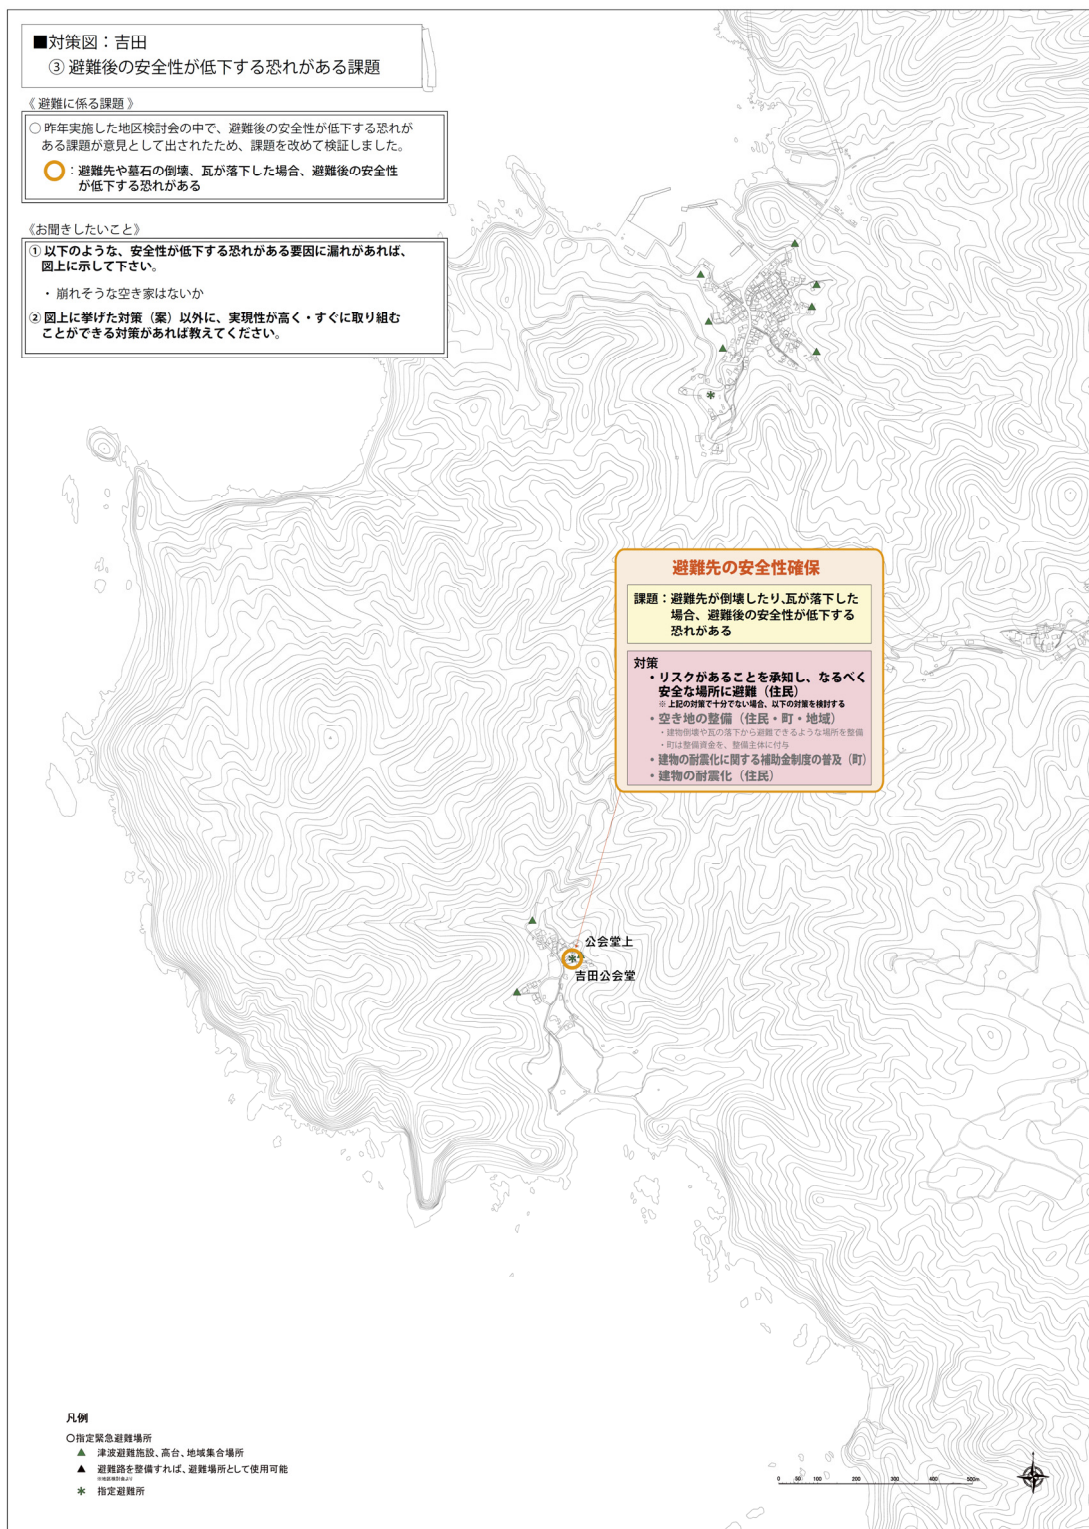 ■対策図：吉田
③ 避難後の安全性が低下する恐れがある課題
《 避難に係る課題 》
○ 昨年実施した地区検討会の中で、避難後の安全性が低下する恐れが
ある課題が意見として出されたため、課題を改めて検証しました。
：避難先や墓石の倒壊、瓦が落下した場合、避難後の安全性
が低下する恐れがある
《お聞きしたいこと》
① 以下のような、安全性が低下する恐れがある要因に漏れがあれば、
図上に示して下さい。
・ 崩れそうな空き家はないか
② 図上に挙げた対策（案）以外に、実現性が高く・すぐに取り組む
ことができる対策があれば教えてください。
避難先の安全性確保
課題：避難先が倒壊したり、瓦が落下した
場合、避難後の安全性が低下する
恐れがある
対策
・リスクがあることを承知し、なるべく
安全な場所に避難（住民）
※ 上記の対策で十分でない場合、以下の対策を検討する
・空き地の整備（住民・町・地域）
・建物倒壊や瓦の落下から避難できるような場所を整備
・町は整備資金を、整備主体に付与
・建物の耐震化に関する補助金制度の普及（町）
・建物の耐震化（住民）
公会堂上
吉田公会堂
凡例
○指定緊急避難場所
▲ 津波避難施設、高台、地域集合場所
▲ 避難路を整備すれば、避難場所として使用可能
※地区検討会より
＊ 指定避難所
0 50 100 200 300 400 500m